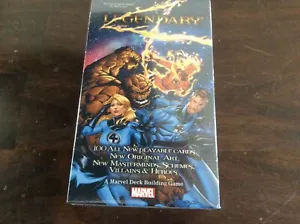 LEGENDARY
100 All New playable cards
New Original Art
New Masterminds, Schemes,
Villains & Heroes
A Marvel Deck Building Game
MARVEL
4